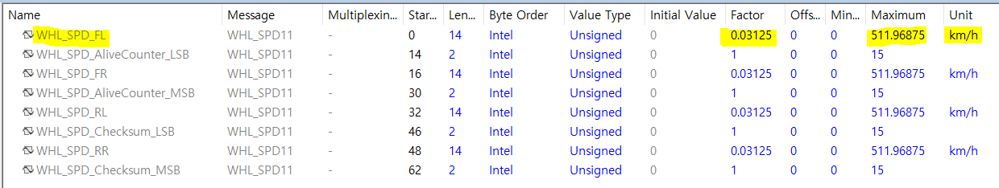 Name Message Multiplexin... Star... Len... Byte Order Value Type Initial Value Factor Offs... Min... Maximum Unit
WHL_SPD_FL WHL_SPD11 - 0 14 Intel Unsigned 0 0.03125 0 0 511.96875 km/h
WHL_SPD_AliveCounter_LSB WHL_SPD11 - 14 2 Intel Unsigned 0 1 0 0 15
WHL_SPD_FR WHL_SPD11 - 16 14 Intel Unsigned 0 0.03125 0 0 511.96875 km/h
WHL_SPD_AliveCounter_MSB WHL_SPD11 - 30 2 Intel Unsigned 0 1 0 0 15
WHL_SPD_RL WHL_SPD11 - 32 14 Intel Unsigned 0 0.03125 0 0 511.96875 km/h
WHL_SPD_Checksum_LSB WHL_SPD11 - 46 2 Intel Unsigned 0 1 0 0 15
WHL_SPD_RR WHL_SPD11 - 48 14 Intel Unsigned 0 0.03125 0 0 511.96875 km/h
WHL_SPD_Checksum_MSB WHL_SPD11 - 62 2 Intel Unsigned 0 1 0 0 15